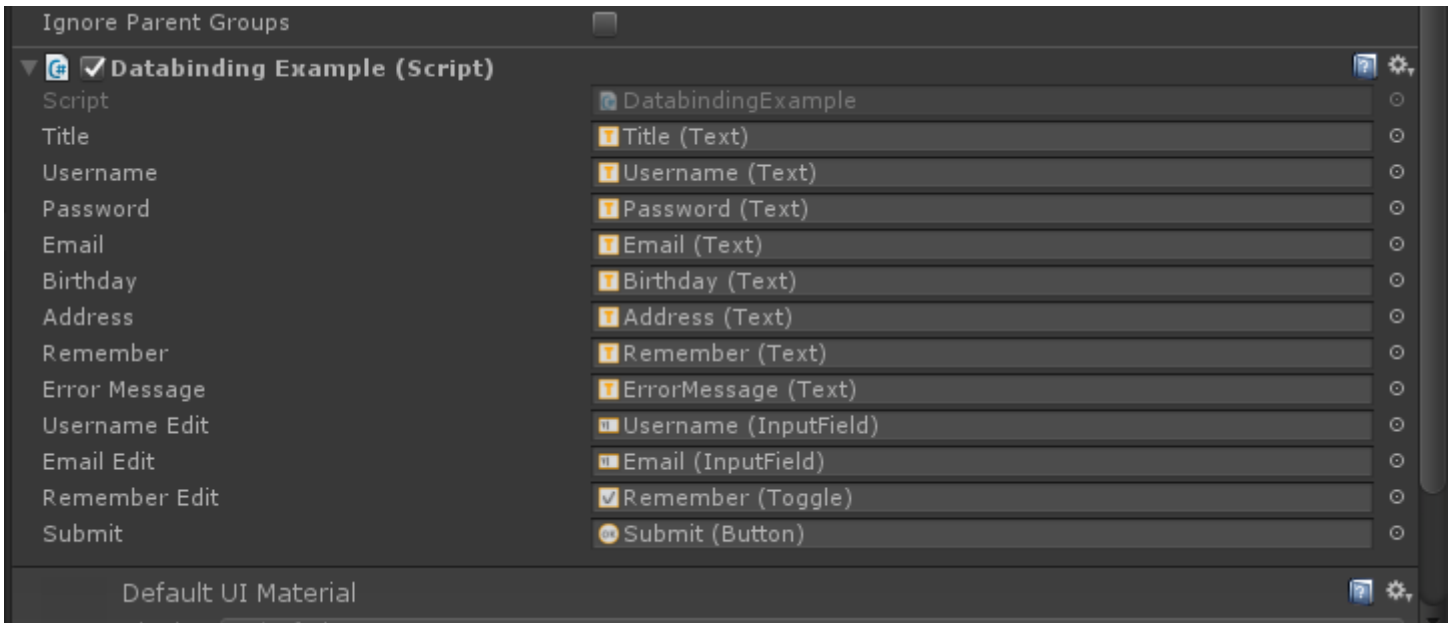 Ignore Parent Groups
Databinding Example (Script)
Script DatabindingExample
Title Title (Text)
Username Username (Text)
Password Password (Text)
Email Email (Text)
Birthday Birthday (Text)
Address Address (Text)
Remember Remember (Text)
Error Message ErrorMessage (Text)
Username Edit Username (InputField)
Email Edit Email (InputField)
Remember Edit Remember (Toggle)
Submit Submit (Button)
Default UI Material